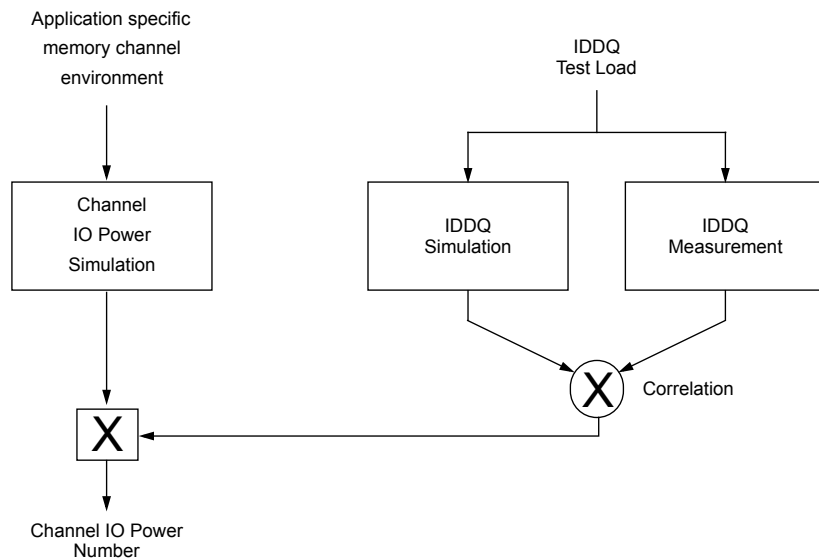 Application specific
memory channel
environment
IDDQ
Test Load
Channel
IO Power
Simulation
IDDQ
Simulation
IDDQ
Measurement
X
Correlation
X
Channel IO Power
Number